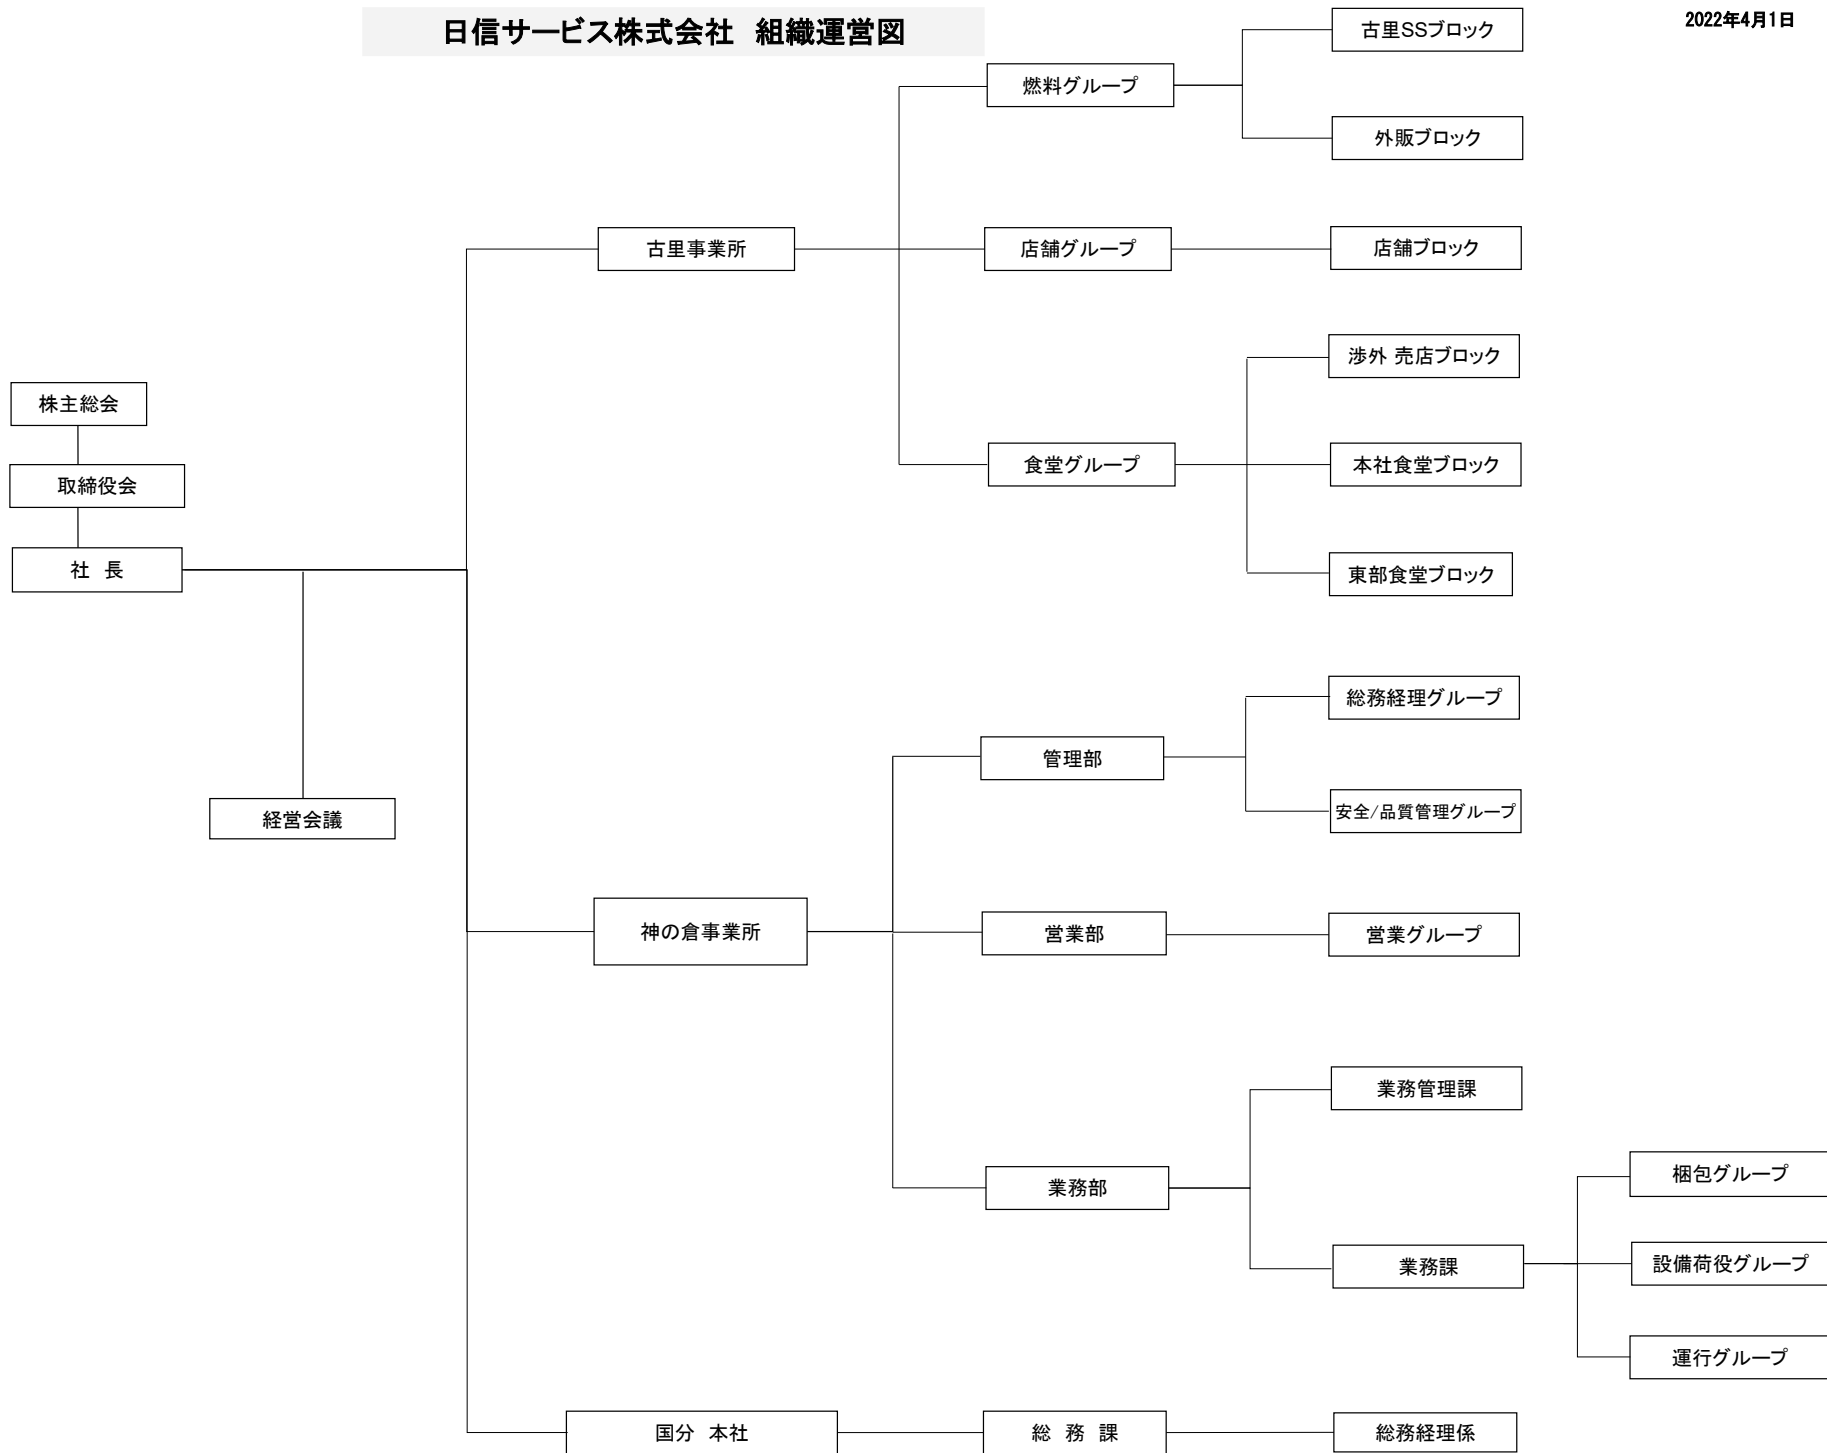 日信サービス株式会社　組織運営図
2022年4月1日
株主総会
取締役会
社　長
経営会議
古里事業所
燃料グループ
古里SSブロック
外販ブロック
店舗グループ
店舗ブロック
食堂グループ
渉外 売店ブロック
本社食堂ブロック
東部食堂ブロック
神の倉事業所
管理部
総務経理グループ
安全/品質管理グループ
営業部
営業グループ
業務部
業務管理課
業務課
梱包グループ
設備荷役グループ
運行グループ
国分　本社
総　務　課
総務経理係